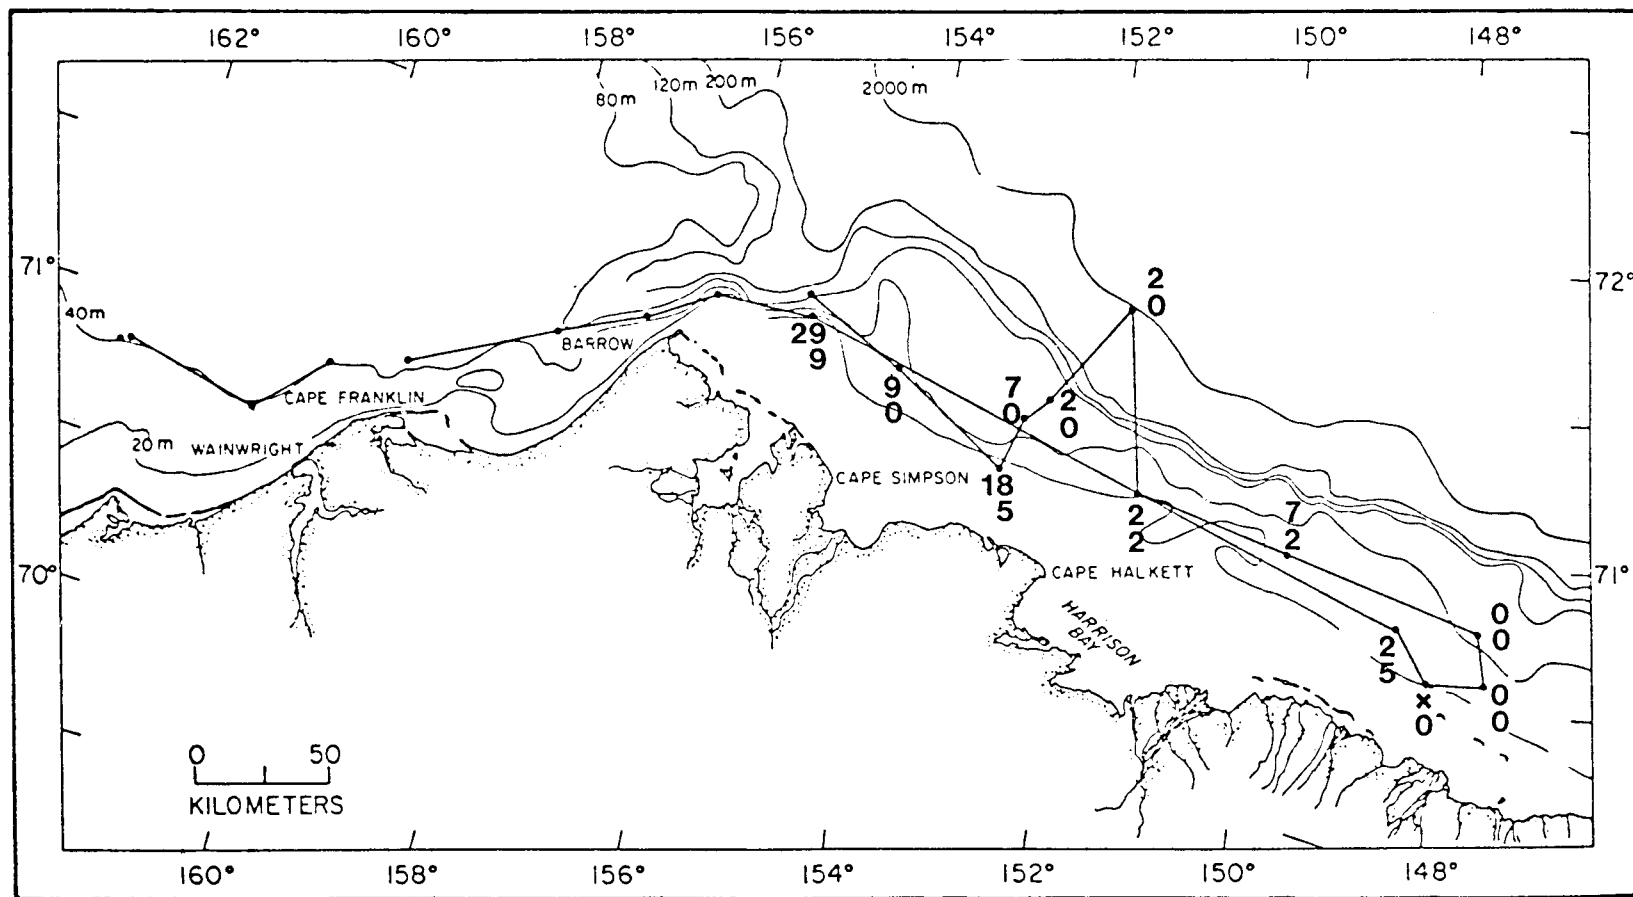 162° 160° 158° 156° 154° 152° 150° 148°
80m 120m 200m 2000m
71° 72°
2
0
40m
BARROW 29
9
CAPE FRANKLIN 9
0
7
0
20
0
WAINWRIGHT
20m
CAPE SIMPSON 18
5
2
2
7
2
70° 71°
CAPE HALKETT
HARRISON
BAY
0
0
2
5
×
0
0
0
0 50
KILOMETERS
160° 158° 156° 154° 152° 150° 148°